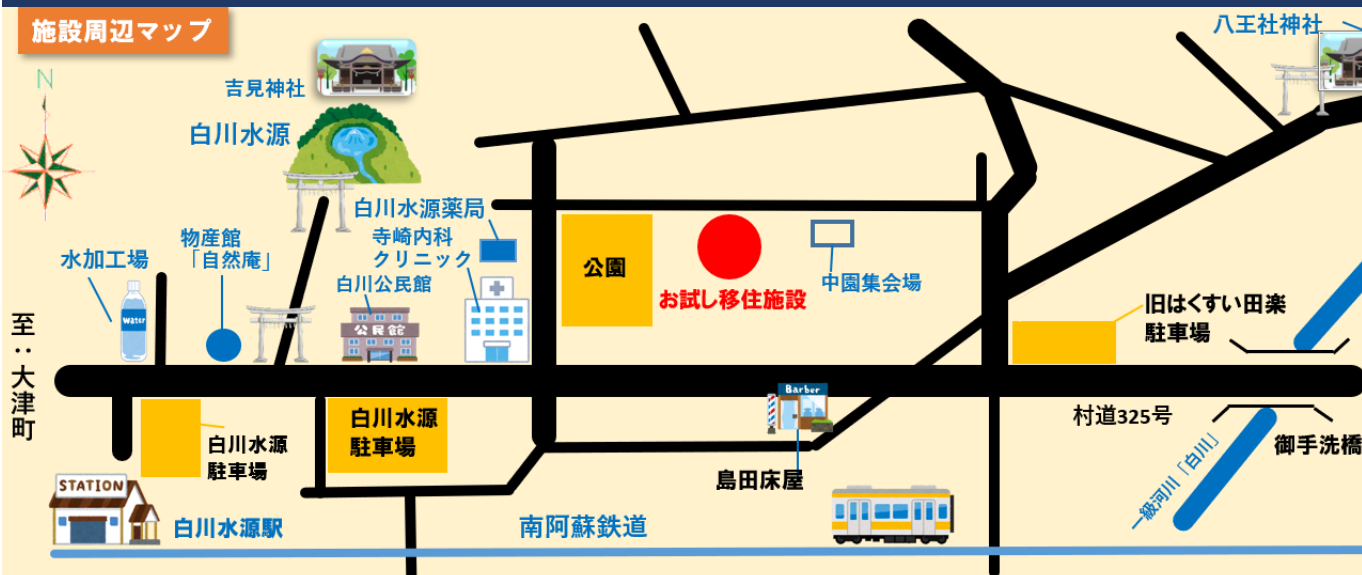 施設周辺マップ
八王社神社
N
吉見神社
白川水源
白川水源薬局
寺崎内科
クリニック
白川公民館
公民館
物産館
「自然庵」
水加工場
Water
公園
お試し移住施設
中園集会場
旧はくすい田楽
駐車場
至：大津町
Barber
白川水源
駐車場
白川水源
駐車場
村道325号
御手洗橋
島田床屋
一級河川「白川」
STATION
白川水源駅
南阿蘇鉄道